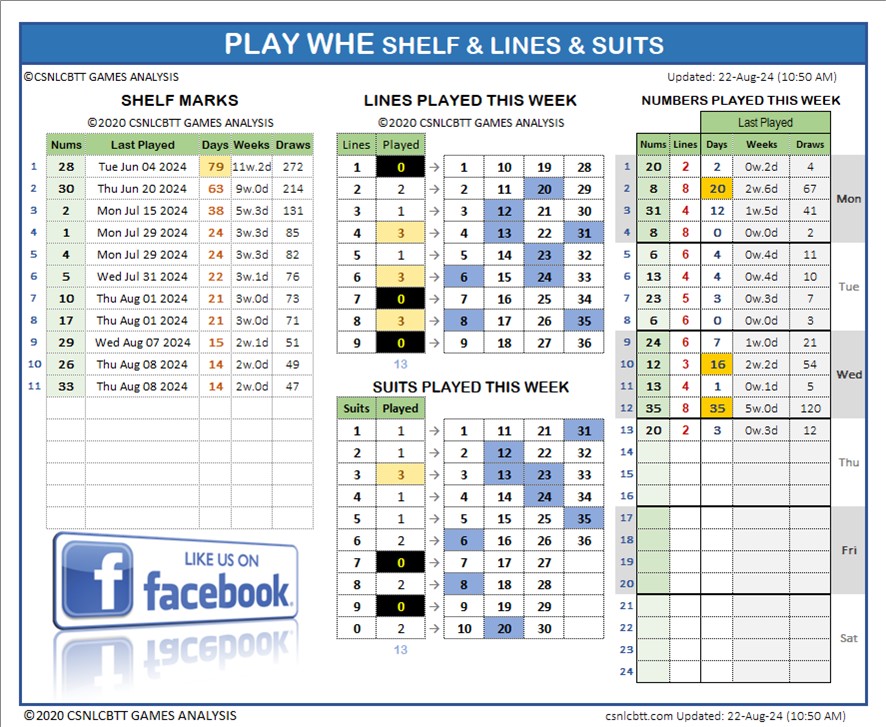 PLAY WHE SHELF & LINES & SUITS
©CSNLCBTT GAMES ANALYSIS
Updated: 22-Aug-24 (10:50 AM)
SHELF MARKS
©2020 CSNLCBTT GAMES ANALYSIS
Nums Last Played Days Weeks Draws
1 28 Tue Jun 04 2024 79 11w.2d 272
2 30 Thu Jun 20 2024 63 9w.0d 214
3 2 Mon Jul 15 2024 38 5w.3d 131
4 1 Mon Jul 29 2024 24 3w.3d 85
5 4 Mon Jul 29 2024 24 3w.3d 82
6 5 Wed Jul 31 2024 22 3w.1d 76
7 10 Thu Aug 01 2024 21 3w.0d 73
8 17 Thu Aug 01 2024 21 3w.0d 71
9 29 Wed Aug 07 2024 15 2w.1d 51
10 26 Thu Aug 08 2024 14 2w.0d 49
11 33 Thu Aug 08 2024 14 2w.0d 47
LIKE US ON
facebook.
LINES PLAYED THIS WEEK
©2020 CSNLCBTT GAMES ANALYSIS
Lines Played
1 0 → 1 10 19 28
2 2 → 2 11 20 29
3 1 → 3 12 21 30
4 3 → 4 13 22 31
5 1 → 5 14 23 32
6 3 → 6 15 24 33
7 0 → 7 16 25 34
8 3 → 8 17 26 35
9 0 → 9 18 27 36
13
SUITS PLAYED THIS WEEK
Suits Played
1 1 → 1 11 21 31
2 1 → 2 12 22 32
3 3 → 3 13 23 33
4 1 → 4 14 24 34
5 1 → 5 15 25 35
6 2 → 6 16 26 36
7 0 → 7 17 27
8 2 → 8 18 28
9 0 → 9 19 29
0 2 → 10 20 30
13
NUMBERS PLAYED THIS WEEK
Last Played
Nums Lines Days Weeks Draws
1 20 2 2 0w.2d 4
2 8 8 20 2w.6d 67
Mon
3 31 4 12 1w.5d 41
4 8 8 0 0w.0d 2
5 6 6 4 0w.4d 11
6 13 4 4 0w.4d 10
Tue
7 23 5 3 0w.3d 7
8 6 6 0 0w.0d 3
9 24 6 7 1w.0d 21
10 12 3 16 2w.2d 54
Wed
11 13 4 1 0w.1d 5
12 35 8 35 5w.0d 120
13 20 2 3 0w.3d 12
14
Thu
15
16
17
18
Fri
19
20
21
22
Sat
23
24
©2020 CSNLCBTT GAMES ANALYSIS
csnlcbtt.com Updated: 22-Aug-24 (10:50 AM)